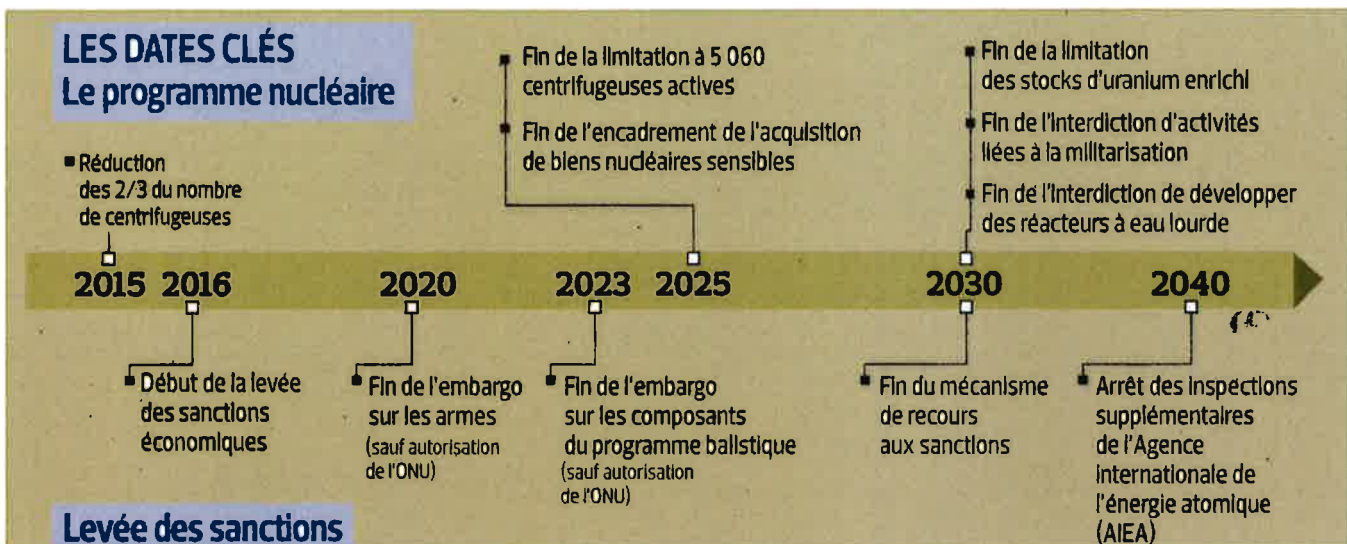 LES DATES CLÉS
Le programme nucléaire
Réduction
des 2/3 du nombre
de centrifugeuses
Fin de la limitation à 5 060
centrifugeuses actives
Fin de l'encadrement de l'acquisition
de biens nucléaires sensibles
Fin de la limitation
des stocks d'uranium enrichi
Fin de l'interdiction d'activités
liées à la militarisation
Fin de l'interdiction de développer
des réacteurs à eau lourde
2015 2016 2020 2023 2025 2030 2040
Début de la levée
des sanctions
économiques
Fin de l'embargo
sur les armes
(sauf autorisation
de l'ONU)
Fin de l'embargo
sur les composants
du programme balistique
(sauf autorisation
de l'ONU)
Fin du mécanisme
de recours
aux sanctions
Arrêt des inspections
supplémentaires
de l'Agence
internationale de
l'énergie atomique
(AIEA)
Levée des sanctions